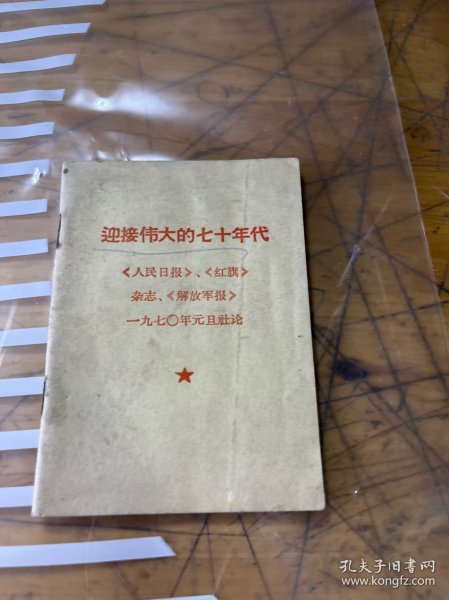 迎接伟大的七十年代
《人民日报》、《红旗》
杂志、《解放军报》
一九七〇年元旦社论
孔夫子旧书网
www.kongfz.com